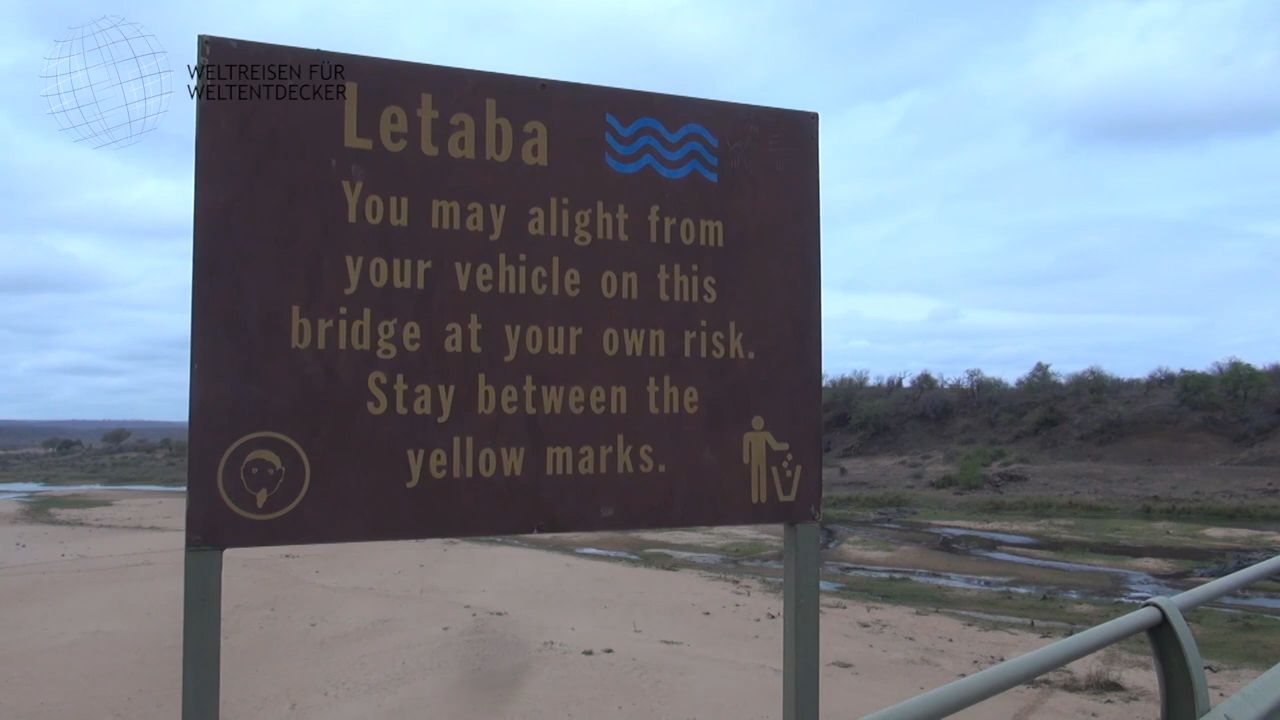 WELTREISEN FÜR
WELTENTDECKER
Letaba
You may alight from
your vehicle on this
bridge at your own risk.
Stay between the
yellow marks.